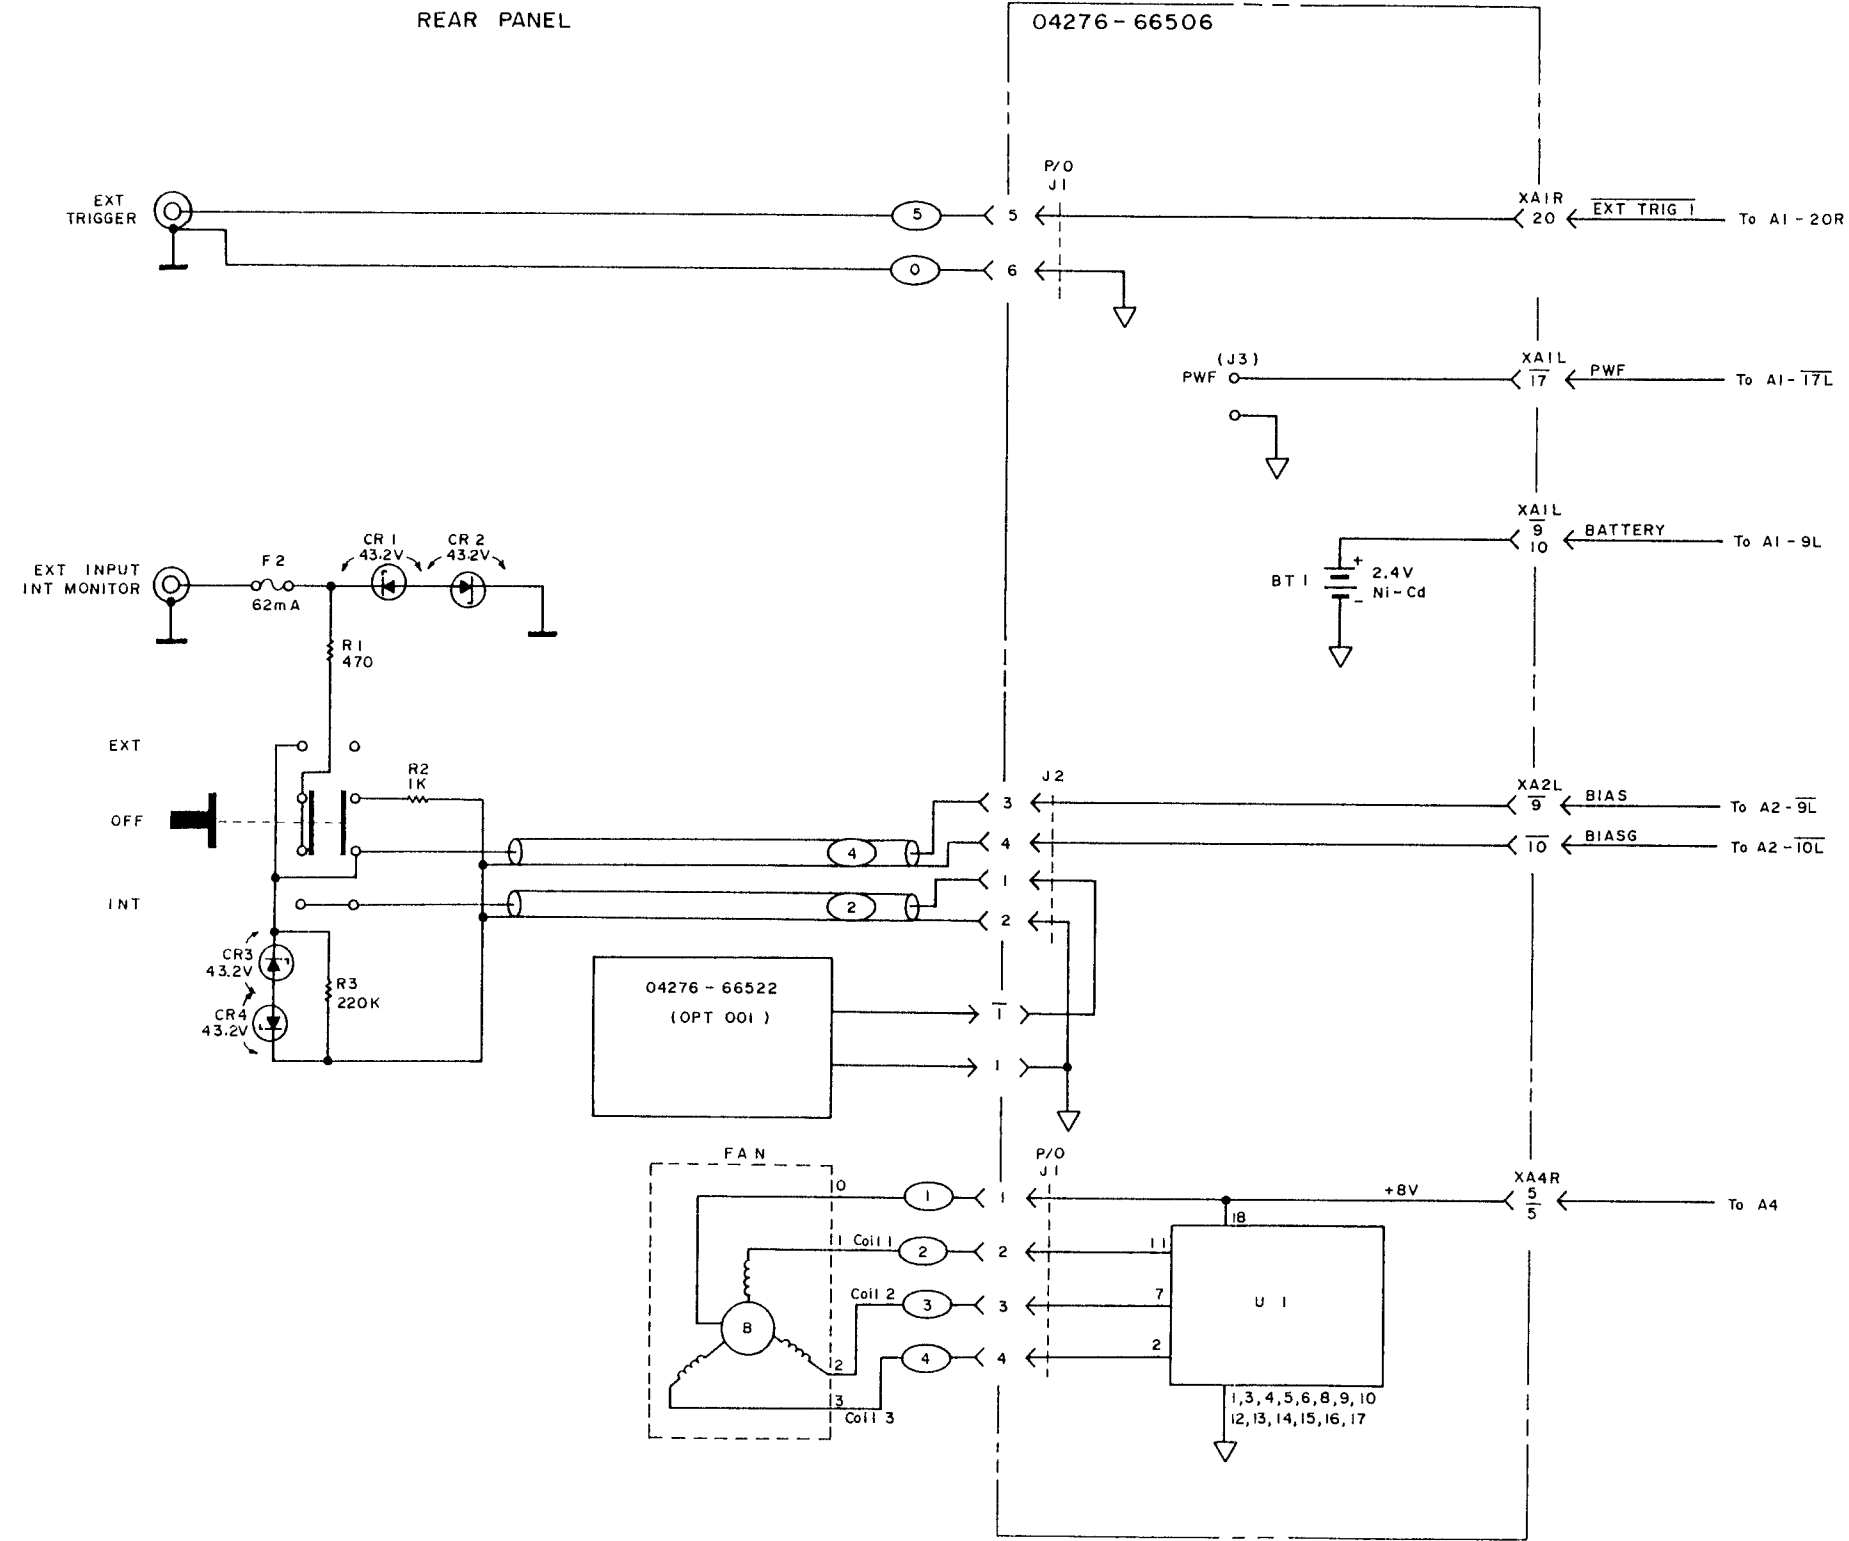 REAR PANEL
04276-66506
P/O
J1
EXT
TRIGGER
5
5
XA1R
20
EXT TRIG 1
To A1-20R
0
6
(J3)
PWF
XA1L
17
PWF
To A1-17L
XA1L
9
10
BATTERY
To A1-9L
BT1
+
2.4V
Ni-Cd
-
EXT INPUT
INT MONITOR
F2
62mA
CR1
43.2V
CR2
43.2V
R1
470
EXT
R2
1K
OFF
J2
3
XA2L
9
BIAS
To A2-9L
4
4
10
BIASG
To A2-10L
1
INT
2
2
CR3
43.2V
R3
220K
CR4
43.2V
04276-66522
(OPT 001)
1
1
FAN
P/O
J1
0
1
1
+8V
XA4R
5
5
To A4
18
1
Coil 1
2
2
11
Coil 2
3
3
7
U1
B
2
4
4
2
3
Coil 3
1,3,4,5,6,8,9,10
12,13,14,15,16,17